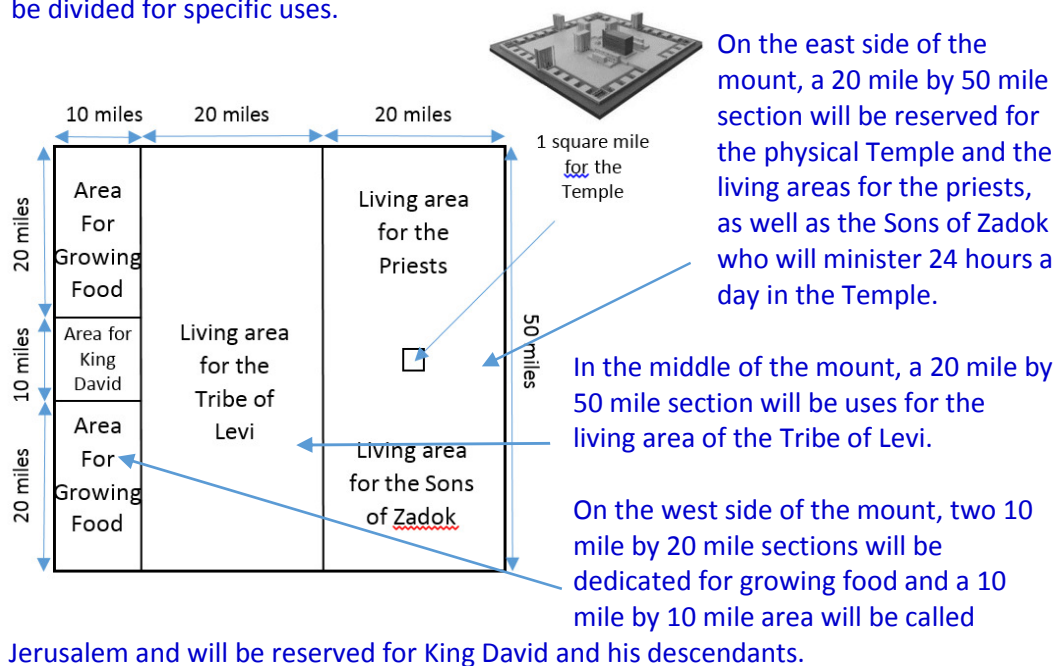 be divided for specific uses.
On the east side of the
mount, a 20 mile by 50 mile
section will be reserved for
the physical Temple and the
living areas for the priests,
as well as the Sons of Zadok
who will minister 24 hours a
day in the Temple.
10 miles
20 miles
20 miles
1 square mile
for the
Temple
20 miles
10 miles
20 miles
Area
For
Growing
Food
Area for
King
David
Area
For
Growing
Food
Living area
for the
Tribe of
Levi
Living area
for the
Priests
Living area
for the Sons
of Zadok
50 miles
In the middle of the mount, a 20 mile by
50 mile section will be uses for the
living area of the Tribe of Levi.
On the west side of the mount, two 10
mile by 20 mile sections will be
dedicated for growing food and a 10
mile by 10 mile area will be called
Jerusalem and will be reserved for King David and his descendants.